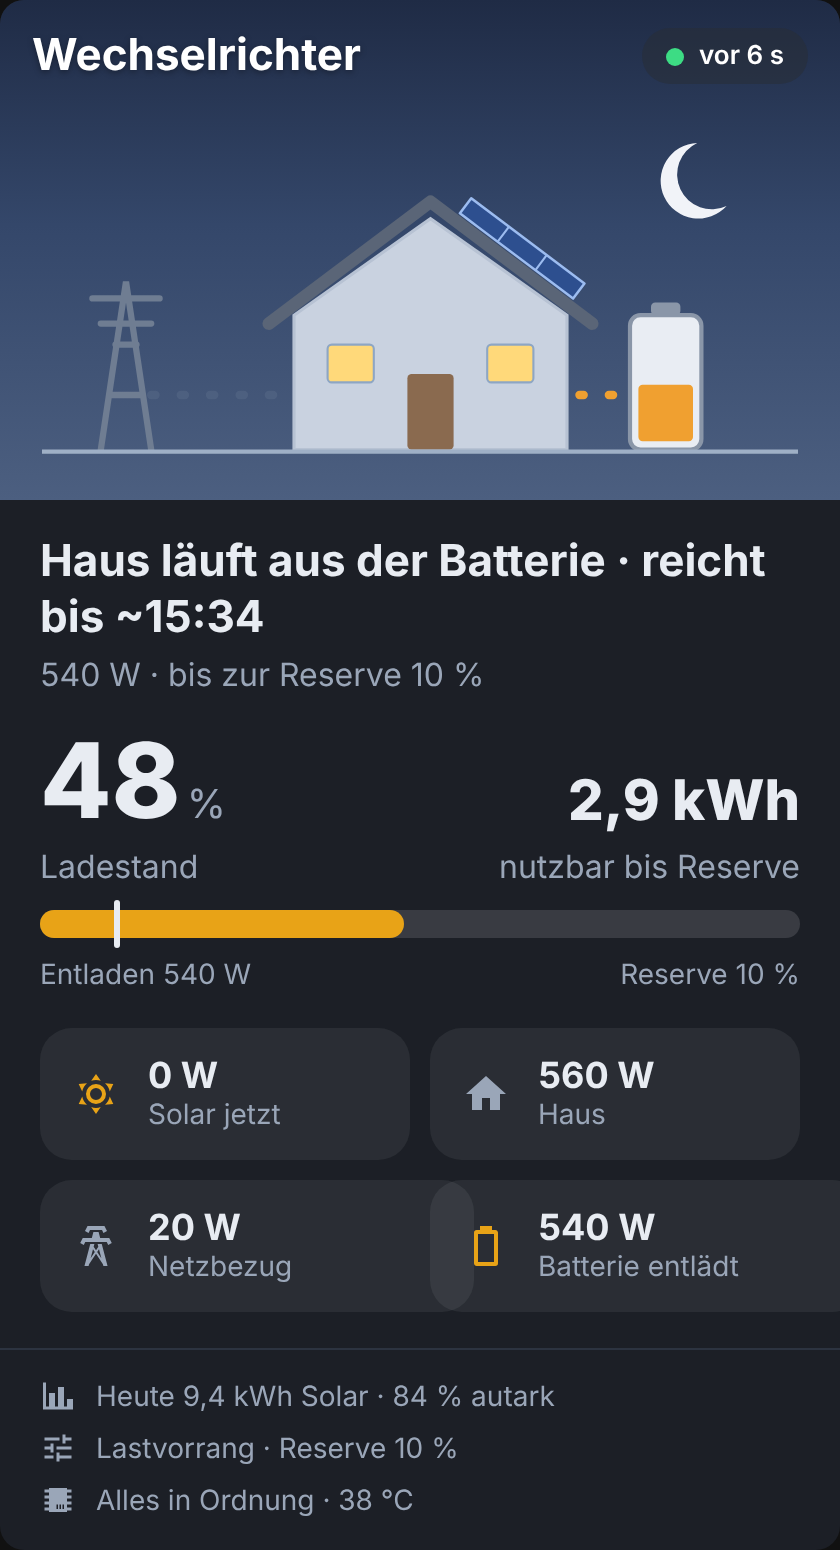 Wechselrichter
vor 6 s
Haus läuft aus der Batterie · reicht
bis ~15:34
540 W · bis zur Reserve 10 %
48 %
2,9 kWh
Ladestand
nutzbar bis Reserve
Entladen 540 W
Reserve 10 %
0 W
Solar jetzt
560 W
Haus
20 W
Netzbezug
540 W
Batterie entlädt
Heute 9,4 kWh Solar · 84 % autark
Lastvorrang · Reserve 10 %
Alles in Ordnung · 38 °C